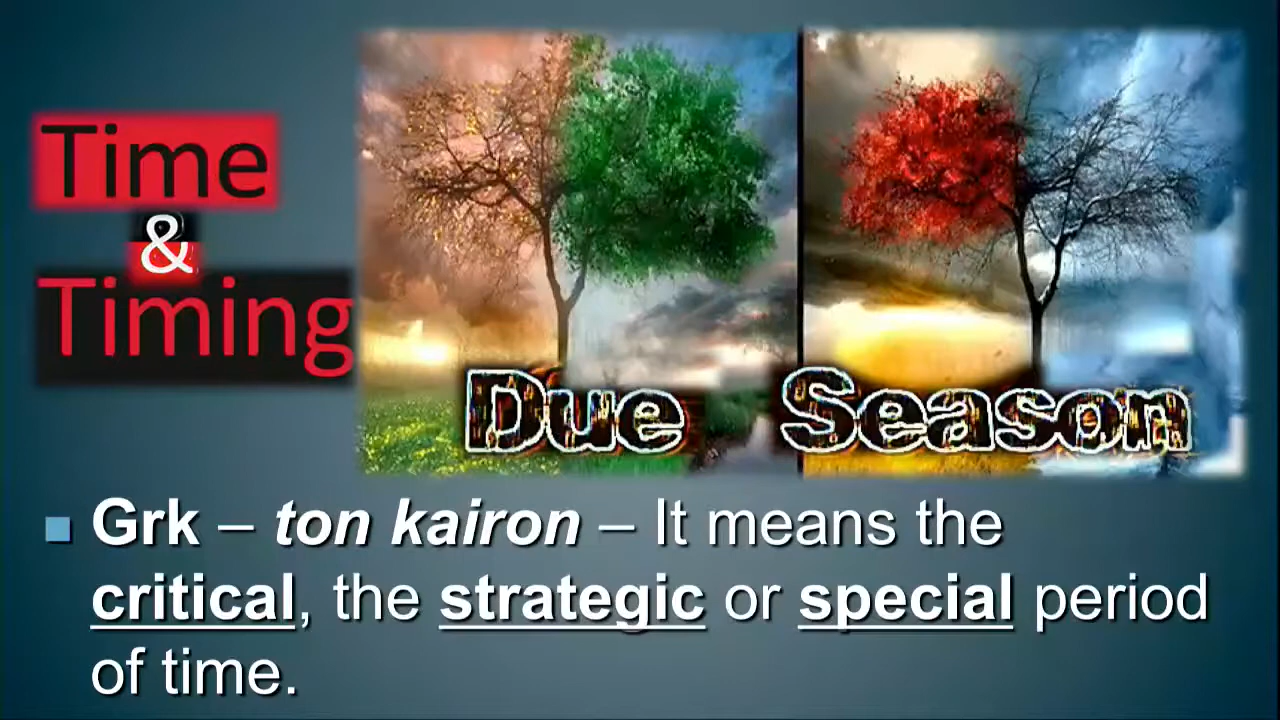 Time
&
Timing
Due Season
Grk – ton kairon – It means the
critical, the strategic or special period
of time.